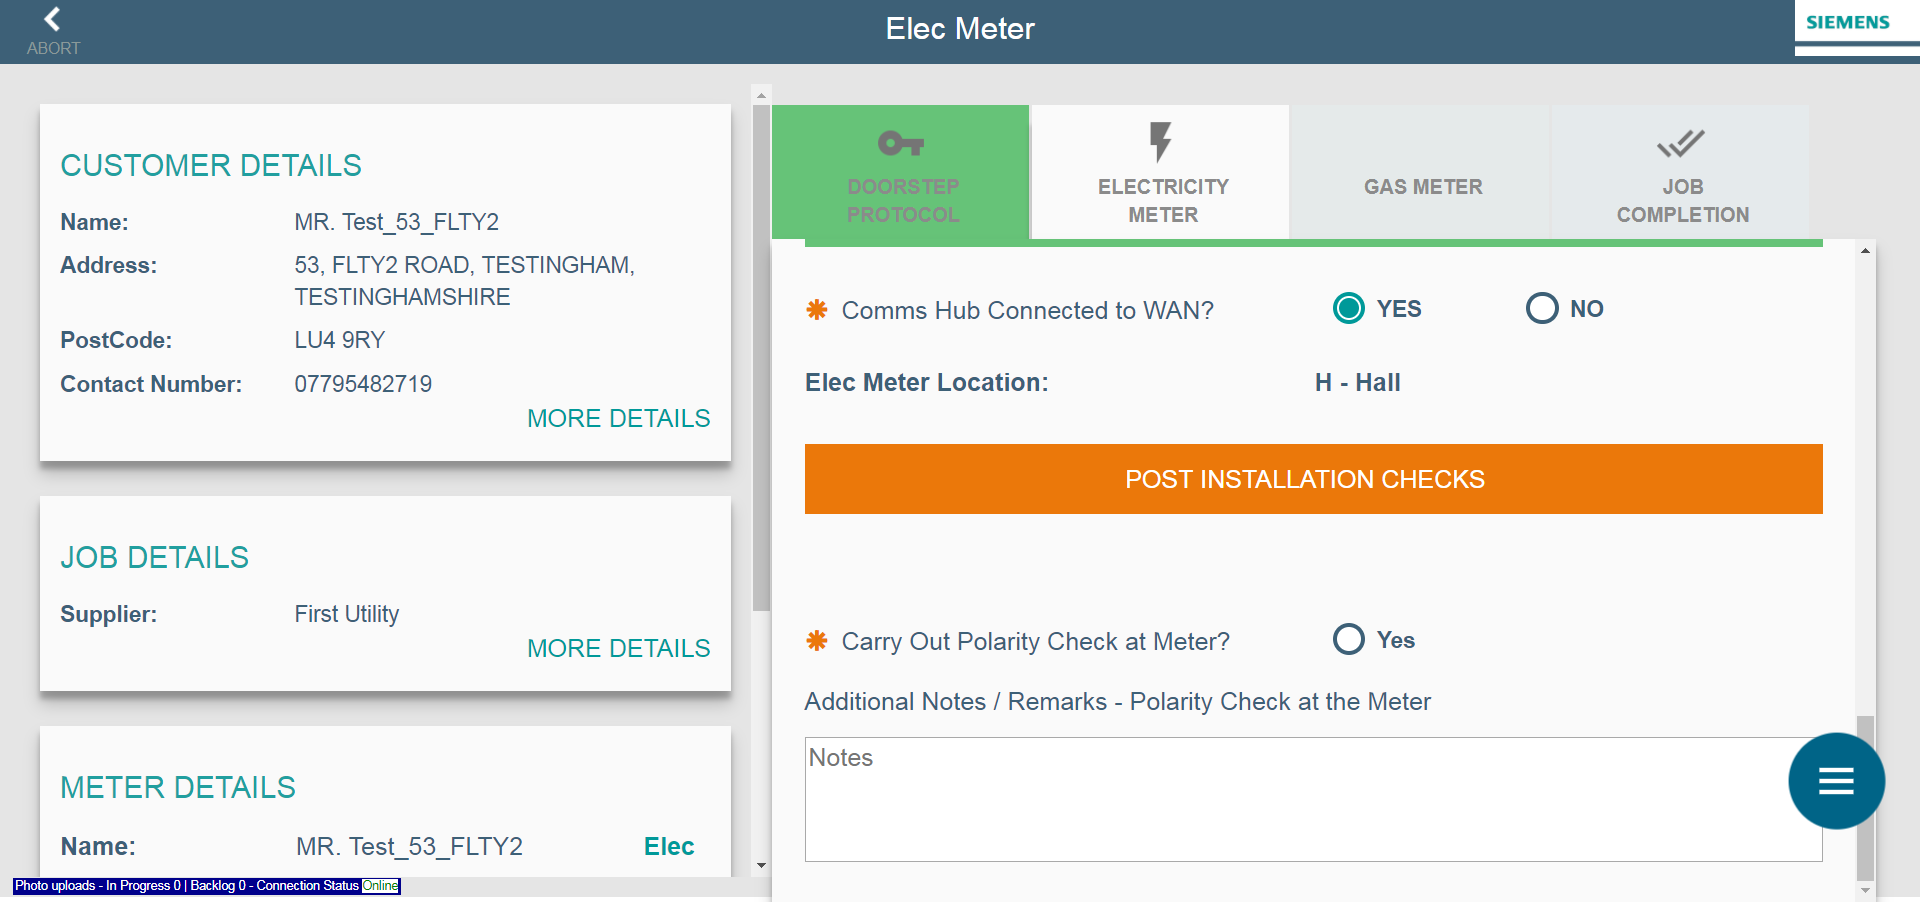 ABORT
Elec Meter
SIEMENS
CUSTOMER DETAILS
Name: MR. Test_53_FLTY2
Address: 53, FLTY2 ROAD, TESTINGHAM,
TESTINGHAMSHIRE
PostCode: LU4 9RY
Contact Number: 07795482719
MORE DETAILS
JOB DETAILS
Supplier: First Utility
MORE DETAILS
METER DETAILS
Name: MR. Test_53_FLTY2 Elec
Photo uploads - In Progress 0 | Backlog 0 - Connection Status Online
DOORSTEP
PROTOCOL
ELECTRICITY
METER
GAS METER
JOB
COMPLETION
✱ Comms Hub Connected to WAN? YES NO
Elec Meter Location: H - Hall
POST INSTALLATION CHECKS
✱ Carry Out Polarity Check at Meter? Yes
Additional Notes / Remarks - Polarity Check at the Meter
Notes